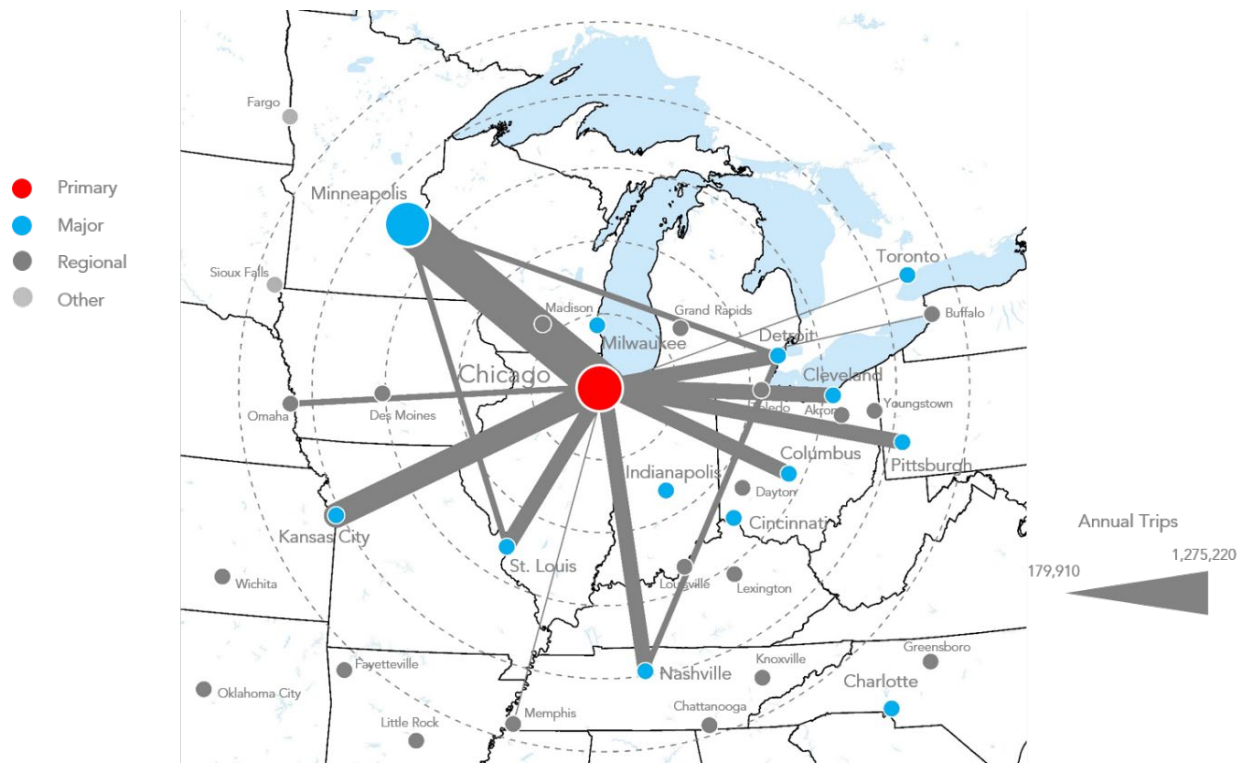 Fargo
Primary
Minneapolis
Major
Toronto
Regional
Sioux Falls
Other
Madison
Grand Rapids
Buffalo
Milwaukee
Detroit
Chicago
Cleveland
Omaha
Des Moines
Toledo
Akron
Youngstown
Columbus
Pittsburgh
Indianapolis
Dayton
Kansas City
Cincinnati
Annual Trips
St. Louis
1,275,220
179,910
Wichita
Louisville
Lexington
Greensboro
Fayetteville
Nashville
Knoxville
Charlotte
Oklahoma City
Little Rock
Memphis
Chattanooga